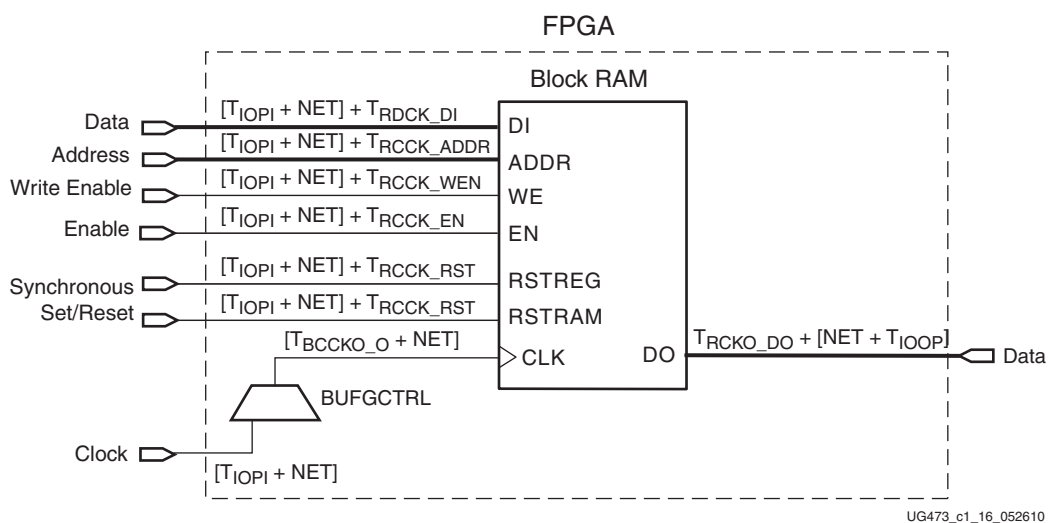 FPGA
Block RAM
Data
[TIOPI + NET] + TRDCK_DI
DI
Address
[TIOPI + NET] + TRCCK_ADDR
ADDR
Write Enable
[TIOPI + NET] + TRCCK_WEN
WE
Enable
[TIOPI + NET] + TRCCK_EN
EN
Synchronous
Set/Reset
[TIOPI + NET] + TRCCK_RST
RSTREG
[TIOPI + NET] + TRCCK_RST
RSTRAM
[TBCCKO_O + NET]
CLK
DO
TRCKO_DO + [NET + TIOOP]
Data
BUFGCTRL
Clock
[TIOPI + NET]
UG473_c1_16_052610